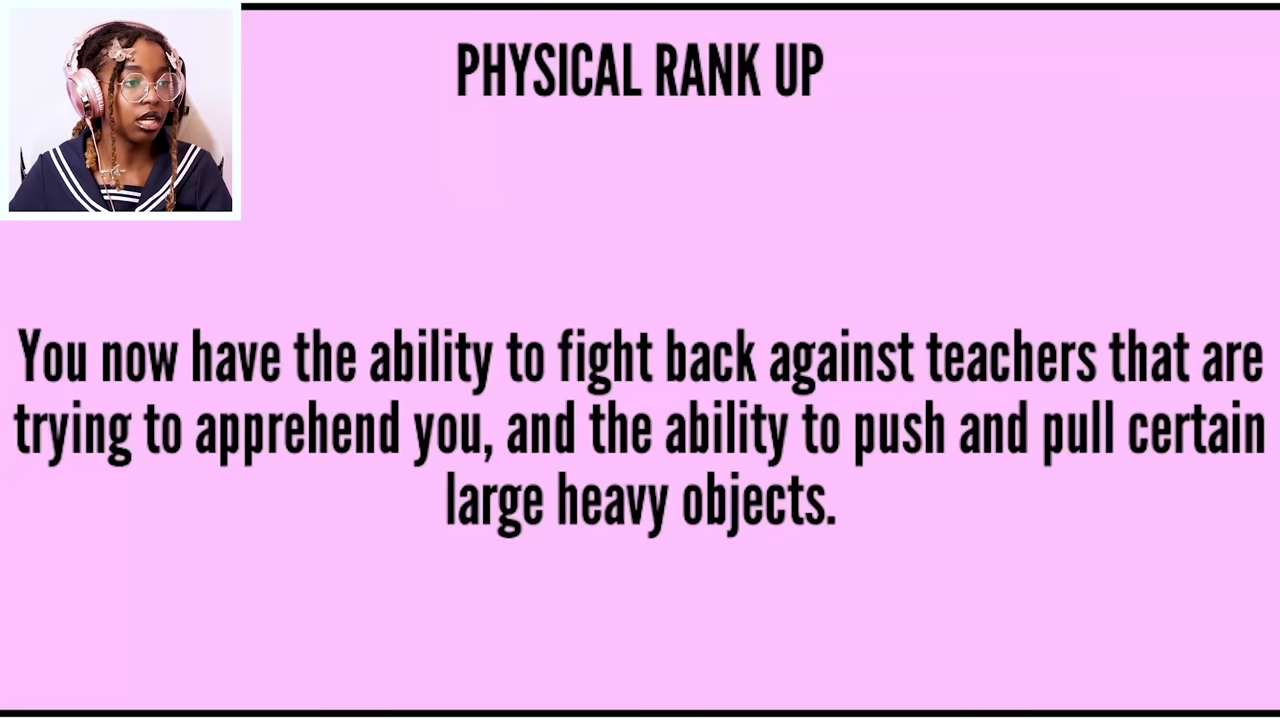 PHYSICAL RANK UP
You now have the ability to fight back against teachers that are
trying to apprehend you, and the ability to push and pull certain
large heavy objects.